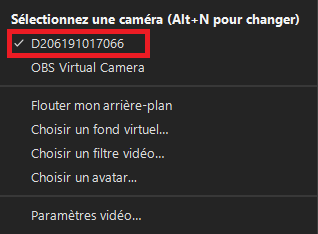 Sélectionnez une caméra (Alt+N pour changer)
D206191017066
OBS Virtual Camera
Flouter mon arrière-plan
Choisir un fond virtuel...
Choisir un filtre vidéo...
Choisir un avatar...
Paramètres vidéo...